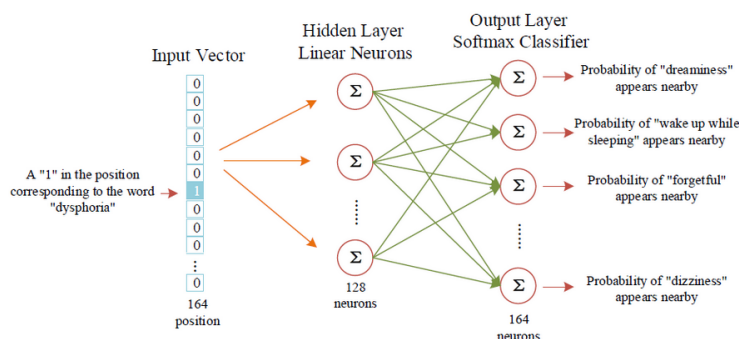 Input Vector
Hidden Layer
Linear Neurons
Output Layer
Softmax Classifier
A "1" in the position
corresponding to the word
"dysphoria"
0
0
0
0
0
0
1
0
0
0
⋮
0
164
position
Σ
Σ
......
Σ
128
neurons
Σ
Σ
Σ
......
Σ
164
neurons
Probability of "dreaminess"
appears nearby
Probability of "wake up while
sleeping" appears nearby
Probability of "forgetful"
appears nearby
Probability of "dizziness"
appears nearby